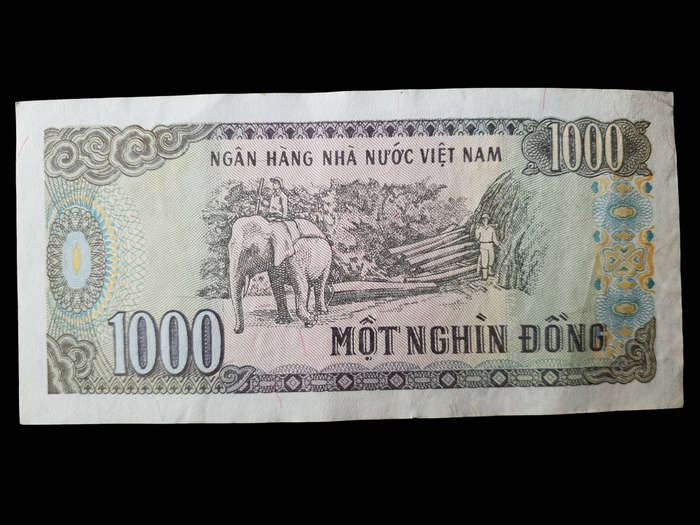 NGÂN HÀNG NHÀ NƯỚC VIỆT NAM
1000
1000
MỘT NGHÌN ĐỒNG